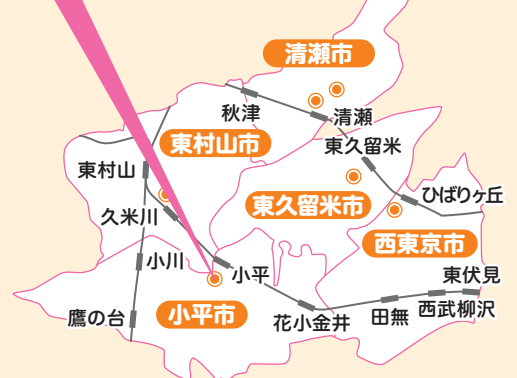 清瀬市
秋津
清瀬
東村山市
東久留米
東村山
ひばりヶ丘
東久留米市
久米川
西東京市
小川
小平
東伏見
小平市
西武柳沢
鷹の台
花小金井
田無